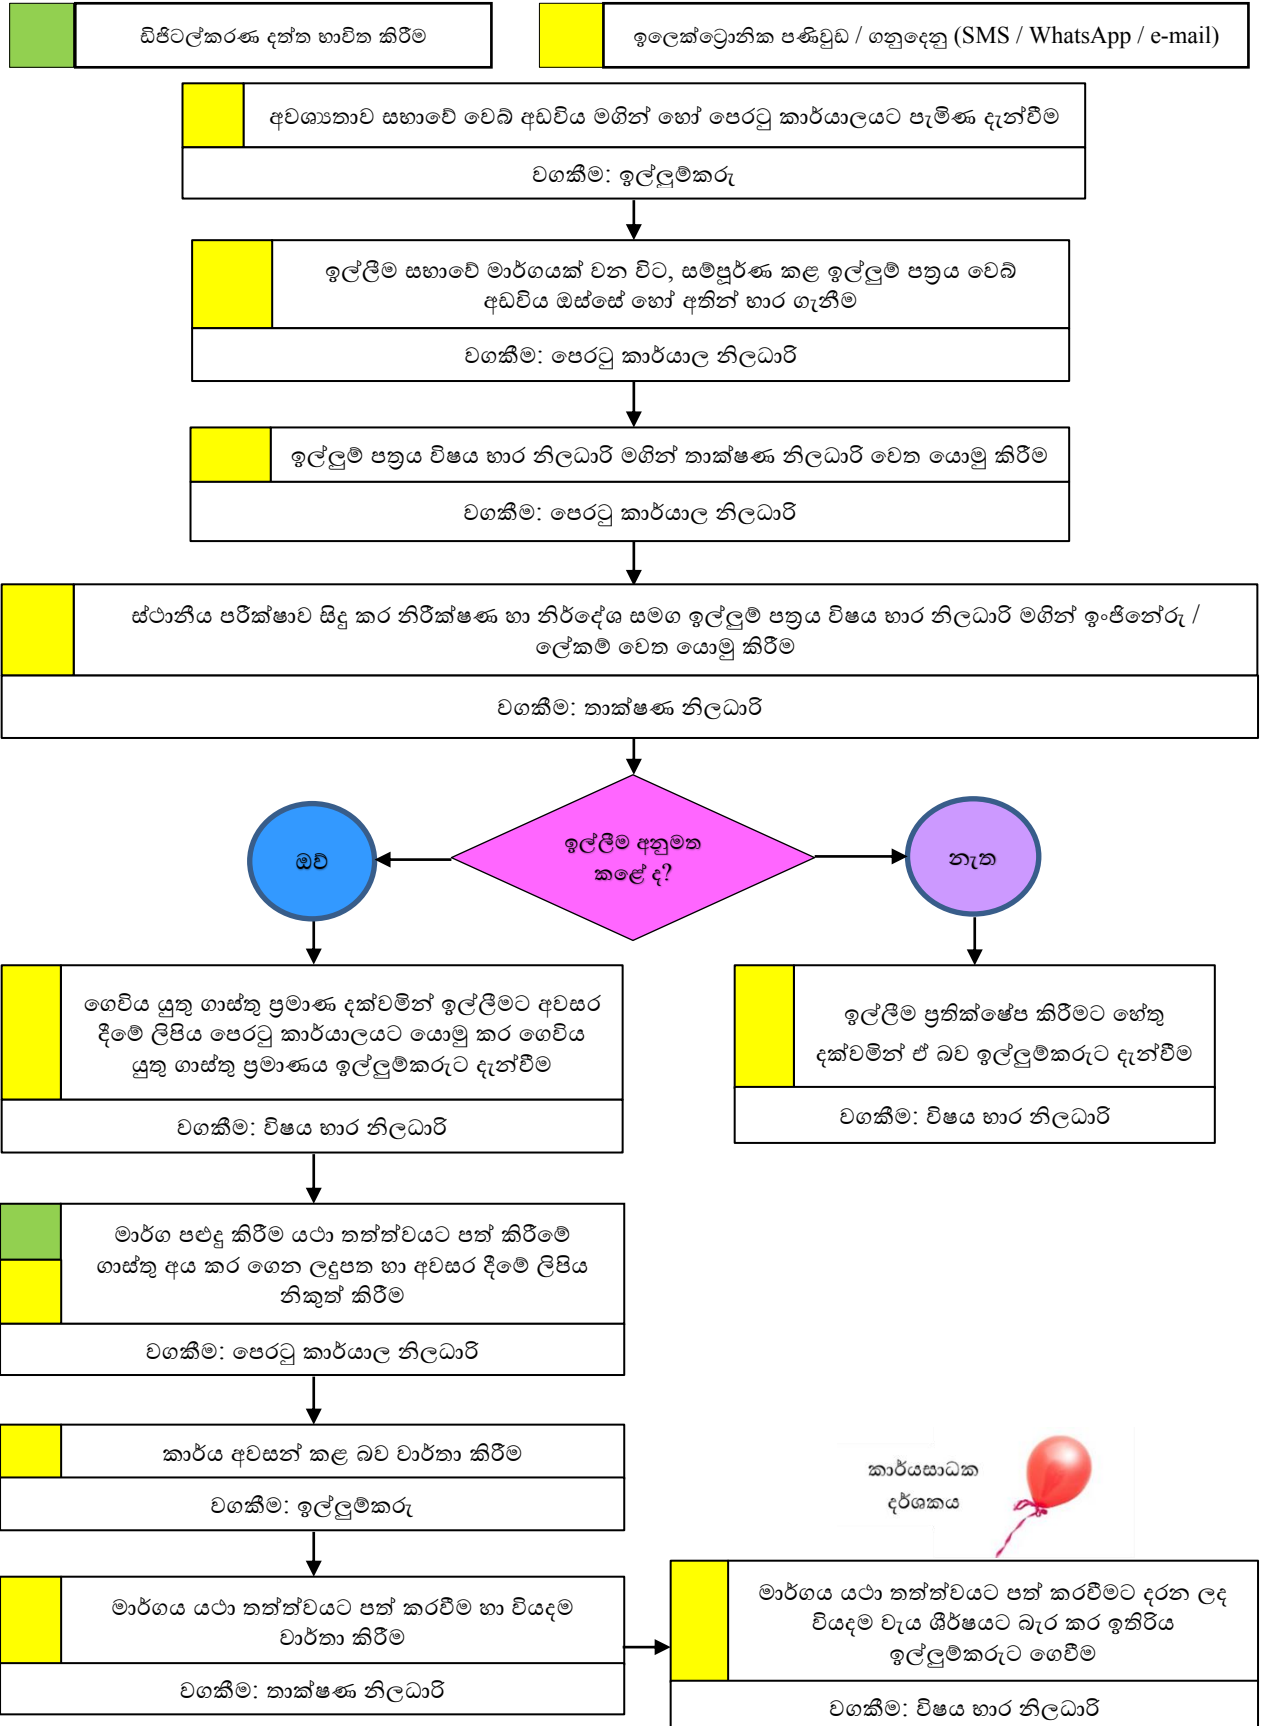 ඩිජිටල්කරණ දත්ත භාවිත කිරීම
ඉලෙක්ට්‍රොනික පණිවුඩ / ගනුදෙනු (SMS / WhatsApp / e-mail)
අවශ්‍යතාව සභාවේ වෙබ් අඩවිය මගින් හෝ පෙරටු කාර්යාලයට පැමිණ දැන්වීම
වගකීම: ඉල්ලුම්කරු
ඉල්ලීම සභාවේ මාර්ගයක් වන විට, සම්පූර්ණ කළ ඉල්ලුම් පත්‍රය වෙබ්
අඩවිය ඔස්සේ හෝ අතින් භාර ගැනීම
වගකීම: පෙරටු කාර්යාල නිලධාරි
ඉල්ලුම් පත්‍රය විෂය භාර නිලධාරි මගින් තාක්ෂණ නිලධාරි වෙත යොමු කිරීම
වගකීම: පෙරටු කාර්යාල නිලධාරි
ස්ථානීය පරීක්ෂාව සිදු කර නිරීක්ෂණ හා නිර්දේශ සමග ඉල්ලුම් පත්‍රය විෂය භාර නිලධාරි මගින් ඉංජිනේරු /
ලේකම් වෙත යොමු කිරීම
වගකීම: තාක්ෂණ නිලධාරි
ඉල්ලීම අනුමත
කළේ ද?
ඔව්
නැත
ගෙවිය යුතු ගාස්තු ප්‍රමාණ දක්වමින් ඉල්ලීමට අවසර
දීමේ ලිපිය පෙරටු කාර්යාලයට යොමු කර ගෙවිය
යුතු ගාස්තු ප්‍රමාණය ඉල්ලුම්කරුට දැන්වීම
වගකීම: විෂය භාර නිලධාරි
ඉල්ලීම ප්‍රතික්ෂේප කිරීමට හේතු
දක්වමින් ඒ බව ඉල්ලුම්කරුට දැන්වීම
වගකීම: විෂය භාර නිලධාරි
මාර්ග පළුදු කිරීම යථා තත්ත්වයට පත් කිරීමේ
ගාස්තු අය කර ගෙන ලදුපත හා අවසර දීමේ ලිපිය
නිකුත් කිරීම
වගකීම: පෙරටු කාර්යාල නිලධාරි
කාර්ය අවසන් කළ බව වාර්තා කිරීම
වගකීම: ඉල්ලුම්කරු
කාර්යසාධක
දර්ශකය
මාර්ගය යථා තත්ත්වයට පත් කරවීම හා වියදම
වාර්තා කිරීම
වගකීම: තාක්ෂණ නිලධාරි
මාර්ගය යථා තත්ත්වයට පත් කරවීමට දරන ලද
වියදම වැය ශීර්ෂයට බැර කර ඉතිරිය
ඉල්ලුම්කරුට ගෙවීම
වගකීම: විෂය භාර නිලධාරි